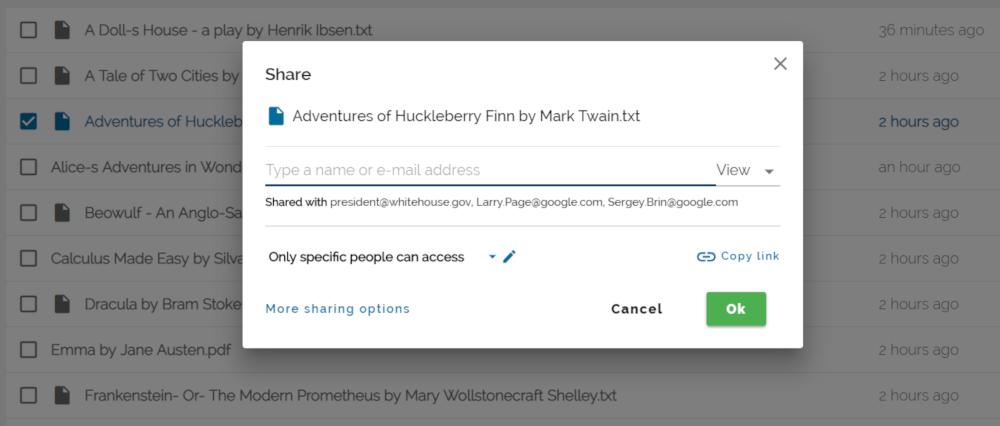 A Doll-s House - a play by Henrik Ibsen.txt 36 minutes ago
Share
A Tale of Two Cities by 2 hours ago
Adventures of Huckleberry Finn by Mark Twain.txt
Adventures of Huckleb 2 hours ago
Alice-s Adventures in Wond an hour ago
Type a name or e-mail address View
Shared with president@whitehouse.gov, Larry.Page@google.com, Sergey.Brin@google.com
Beowulf - An Anglo-Sa 2 hours ago
Only specific people can access Copy link
Calculus Made Easy by Silva 2 hours ago
Dracula by Bram Stoke 2 hours ago
More sharing options Cancel Ok
Emma by Jane Austen.pdf 2 hours ago
Frankenstein- Or- The Modern Prometheus by Mary Wollstonecraft Shelley.txt 2 hours ago